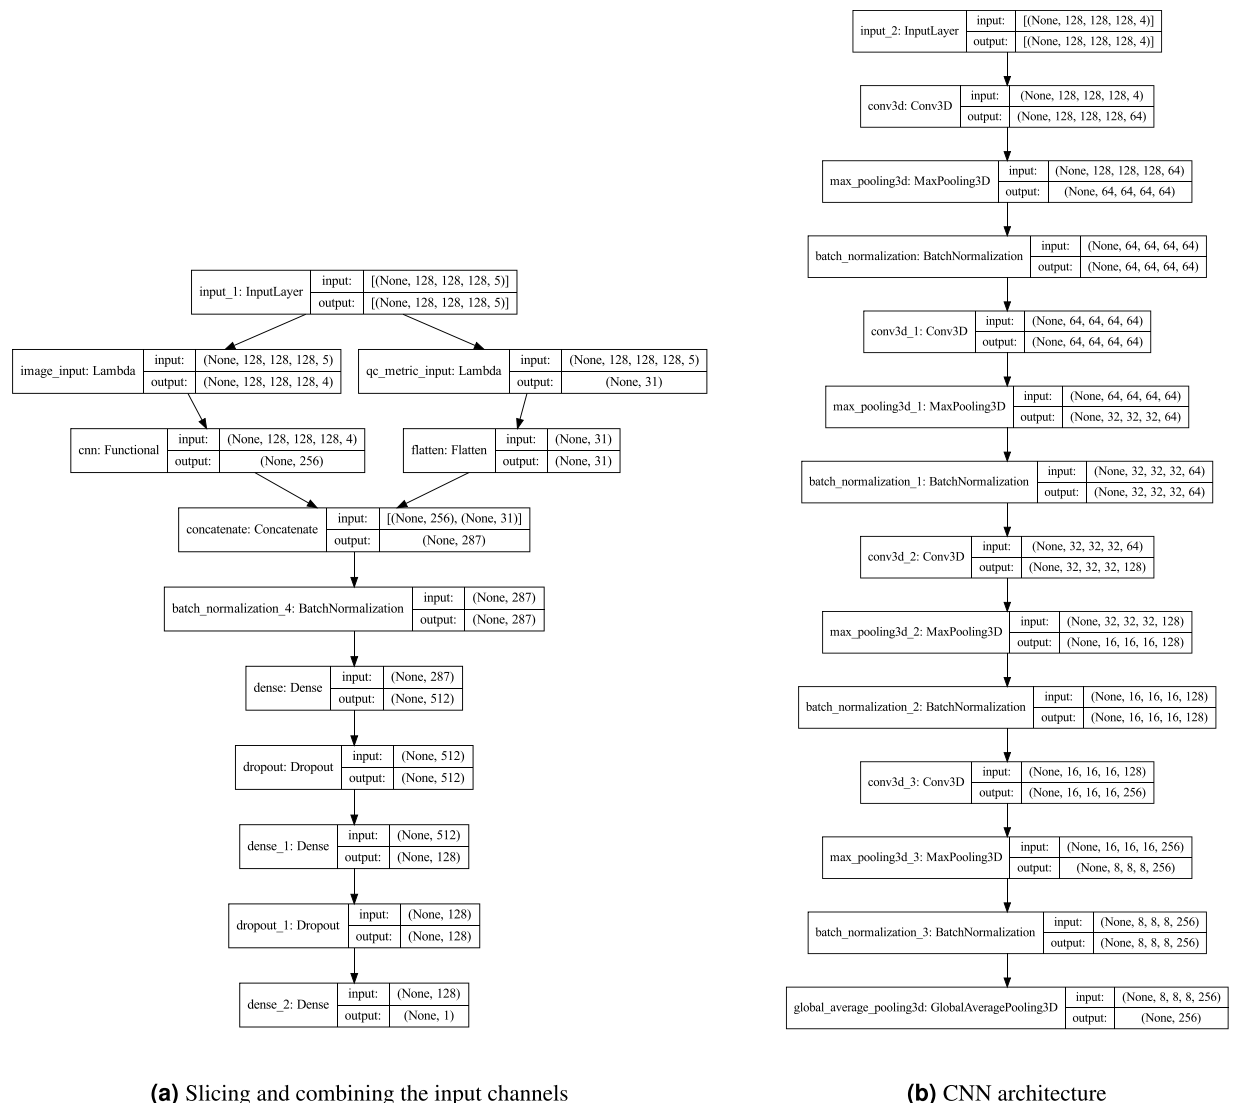 input_1: InputLayer
input: [(None, 128, 128, 128, 5)]
output: [(None, 128, 128, 128, 5)]
image_input: Lambda
input: (None, 128, 128, 128, 5)
output: (None, 128, 128, 128, 4)
qc_metric_input: Lambda
input: (None, 128, 128, 128, 5)
output: (None, 31)
cnn: Functional
input: (None, 128, 128, 128, 4)
output: (None, 256)
flatten: Flatten
input: (None, 31)
output: (None, 31)
concatenate: Concatenate
input: [(None, 256), (None, 31)]
output: (None, 287)
batch_normalization_4: BatchNormalization
input: (None, 287)
output: (None, 287)
dense: Dense
input: (None, 287)
output: (None, 512)
dropout: Dropout
input: (None, 512)
output: (None, 512)
dense_1: Dense
input: (None, 512)
output: (None, 128)
dropout_1: Dropout
input: (None, 128)
output: (None, 128)
dense_2: Dense
input: (None, 128)
output: (None, 1)
(a) Slicing and combining the input channels
input_2: InputLayer
input: [(None, 128, 128, 128, 4)]
output: [(None, 128, 128, 128, 4)]
conv3d: Conv3D
input: (None, 128, 128, 128, 4)
output: (None, 128, 128, 128, 64)
max_pooling3d: MaxPooling3D
input: (None, 128, 128, 128, 64)
output: (None, 64, 64, 64, 64)
batch_normalization: BatchNormalization
input: (None, 64, 64, 64, 64)
output: (None, 64, 64, 64, 64)
conv3d_1: Conv3D
input: (None, 64, 64, 64, 64)
output: (None, 64, 64, 64, 64)
max_pooling3d_1: MaxPooling3D
input: (None, 64, 64, 64, 64)
output: (None, 32, 32, 32, 64)
batch_normalization_1: BatchNormalization
input: (None, 32, 32, 32, 64)
output: (None, 32, 32, 32, 64)
conv3d_2: Conv3D
input: (None, 32, 32, 32, 64)
output: (None, 32, 32, 32, 128)
max_pooling3d_2: MaxPooling3D
input: (None, 32, 32, 32, 128)
output: (None, 16, 16, 16, 128)
batch_normalization_2: BatchNormalization
input: (None, 16, 16, 16, 128)
output: (None, 16, 16, 16, 128)
conv3d_3: Conv3D
input: (None, 16, 16, 16, 128)
output: (None, 16, 16, 16, 256)
max_pooling3d_3: MaxPooling3D
input: (None, 16, 16, 16, 256)
output: (None, 8, 8, 8, 256)
batch_normalization_3: BatchNormalization
input: (None, 8, 8, 8, 256)
output: (None, 8, 8, 8, 256)
global_average_pooling3d: GlobalAveragePooling3D
input: (None, 8, 8, 8, 256)
output: (None, 256)
(b) CNN architecture